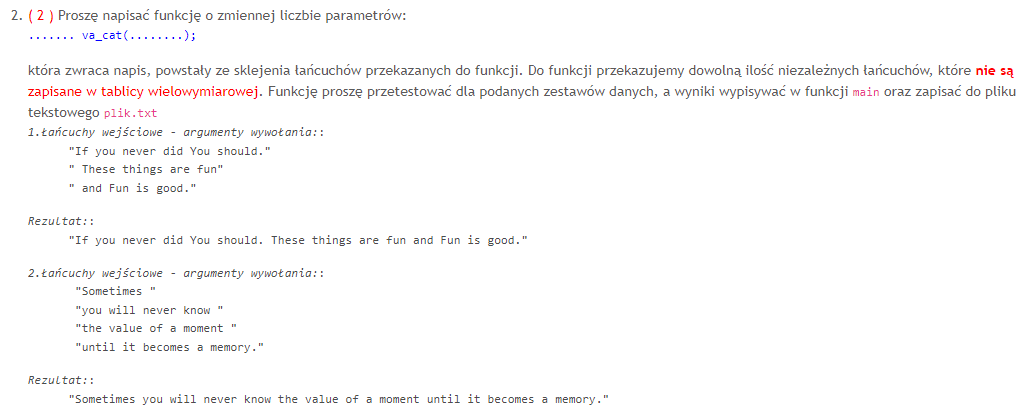 2. ( 2 ) Proszę napisać funkcję o zmiennej liczbie parametrów:
....... va_cat(........);
która zwraca napis, powstały ze sklejenia łańcuchów przekazanych do funkcji. Do funkcji przekazujemy dowolną ilość niezależnych łańcuchów, które nie są
zapisane w tablicy wielowymiarowej. Funkcję proszę przetestować dla podanych zestawów danych, a wyniki wypisywać w funkcji main oraz zapisać do pliku
tekstowego plik.txt
1.Łańcuchy wejściowe - argumenty wywołania::
"If you never did You should."
" These things are fun"
" and Fun is good."
Rezultat::
"If you never did You should. These things are fun and Fun is good."
2.Łańcuchy wejściowe - argumenty wywołania::
"Sometimes "
"you will never know "
"the value of a moment "
"until it becomes a memory."
Rezultat::
"Sometimes you will never know the value of a moment until it becomes a memory."